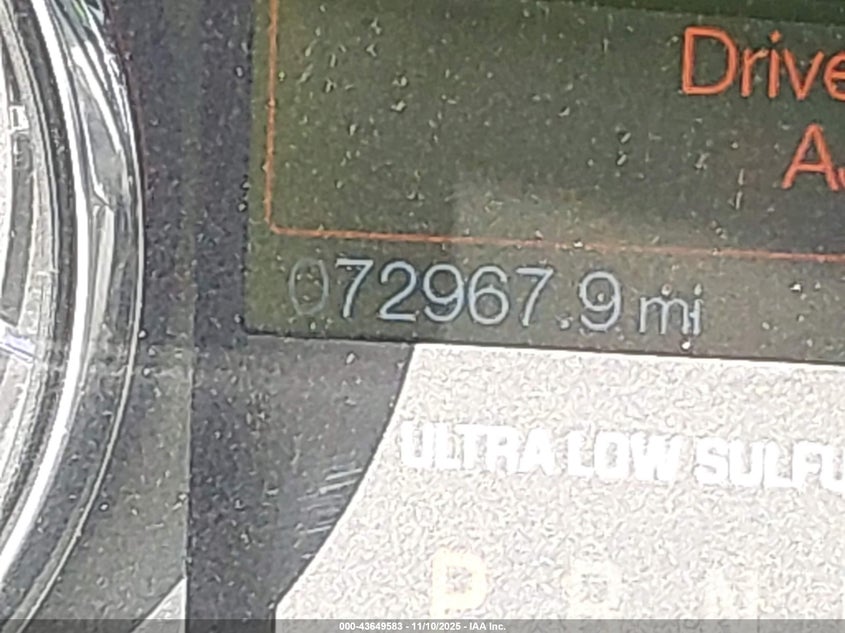 Drive
072967.9 mi
ULTRA LOW SULFU
P R N
000-43649583 - 11/10/2025 - IAA Inc.